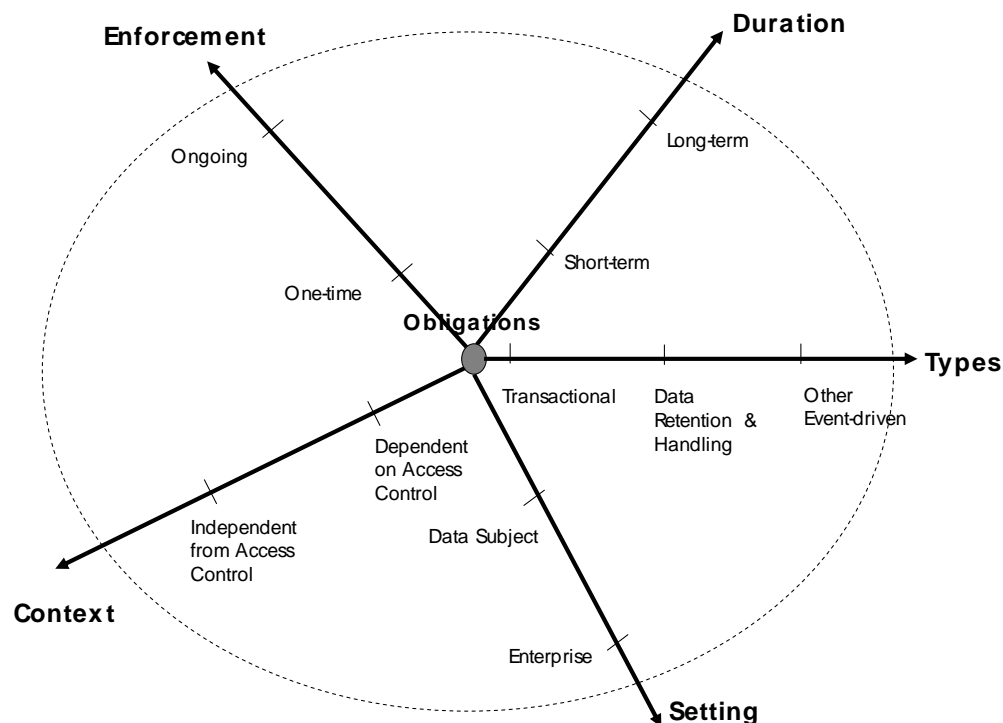 Enforcement
Duration
Ongoing
Long-term
One-time
Short-term
Obligations
Types
Transactional
Data
Retention &
Handling
Other
Event-driven
Dependent
on Access
Control
Independent
from Access
Control
Data Subject
Context
Enterprise
Setting